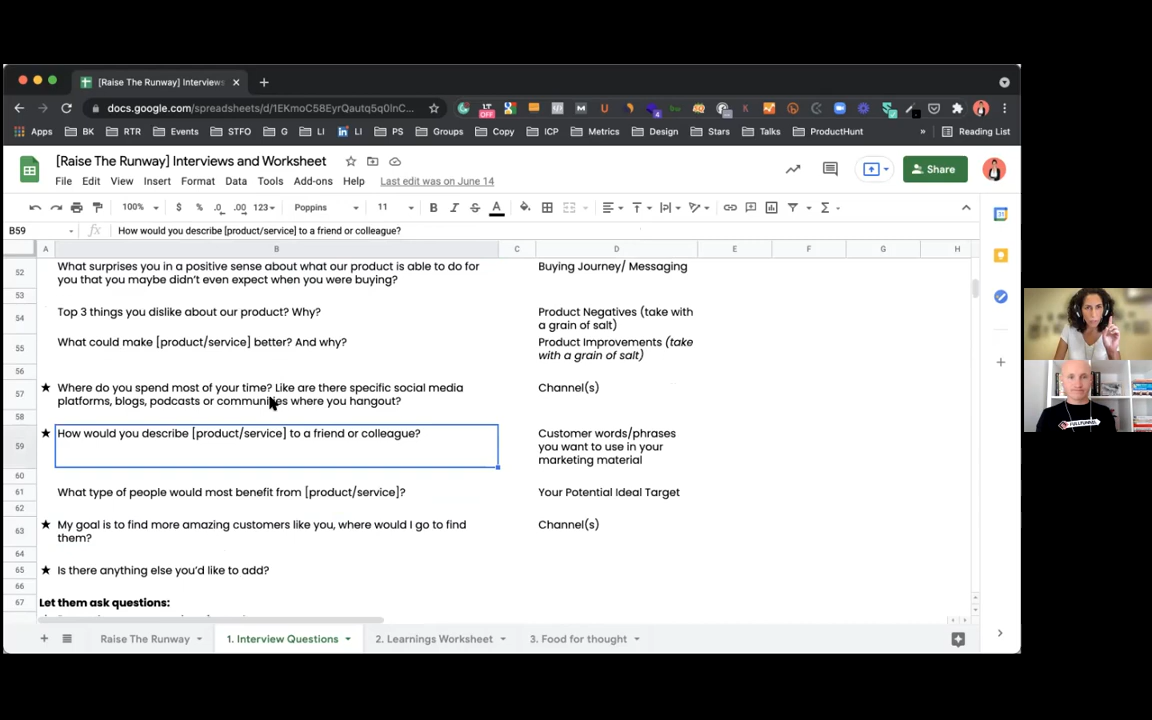 [Raise The Runway] Interviews
docs.google.com/spreadsheets/d/1EKmoC58EyrQautq5q0InC...
Apps BK RTR Events STFO G LI LI PS Groups Copy ICP Metrics Design Stars Talks ProductHunt » Reading List
[Raise The Runway] Interviews and Worksheet
File Edit View Insert Format Data Tools Add-ons Help Last edit was on June 14
Share
100% $ % .0 .00 123 Poppins 11 B I S A
B59 fx How would you describe [product/service] to a friend or colleague?
A B C D E F G H
52 What surprises you in a positive sense about what our product is able to do for Buying Journey/ Messaging
you that you maybe didn't even expect when you were buying?
53
54 Top 3 things you dislike about our product? Why? Product Negatives (take with
a grain of salt)
55 What could make [product/service] better? And why? Product Improvements (take
with a grain of salt)
56
57 ★ Where do you spend most of your time? Like are there specific social media Channel(s)
platforms, blogs, podcasts or communities where you hangout?
58
59 ★ How would you describe [product/service] to a friend or colleague? Customer words/phrases
you want to use in your
marketing material
60
61 What type of people would most benefit from [product/service]? Your Potential Ideal Target
62
63 ★ My goal is to find more amazing customers like you, where would I go to find Channel(s)
them?
64
65 ★ Is there anything else you'd like to add?
66
67 Let them ask questions:
Raise The Runway 1. Interview Questions 2. Learnings Worksheet 3. Food for thought
FULLFUNNEL